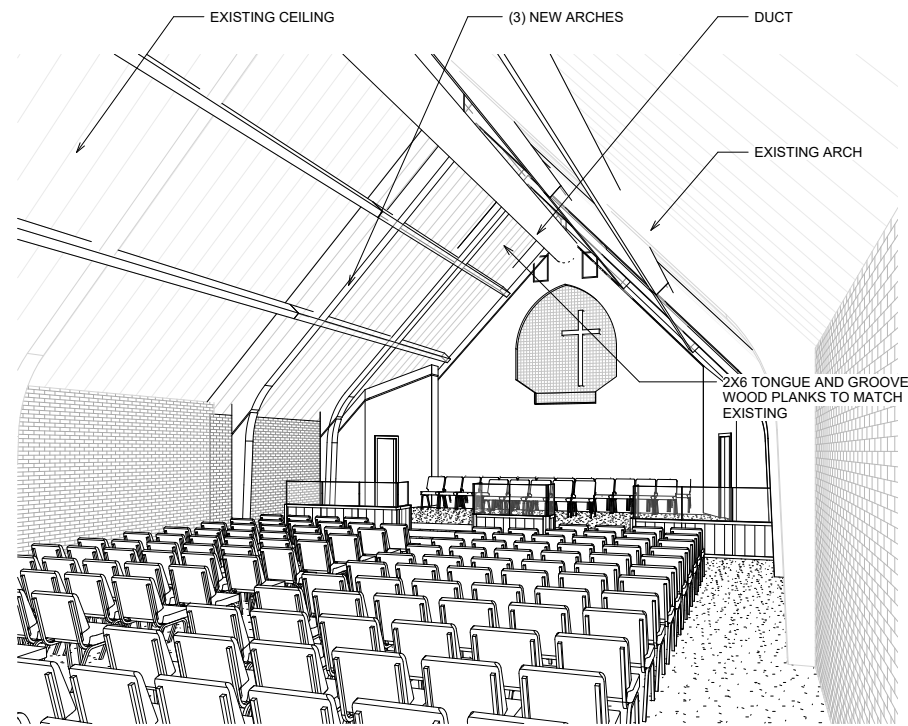 EXISTING CEILING
(3) NEW ARCHES
DUCT
EXISTING ARCH
2X6 TONGUE AND GROOVE
WOOD PLANKS TO MATCH
EXISTING